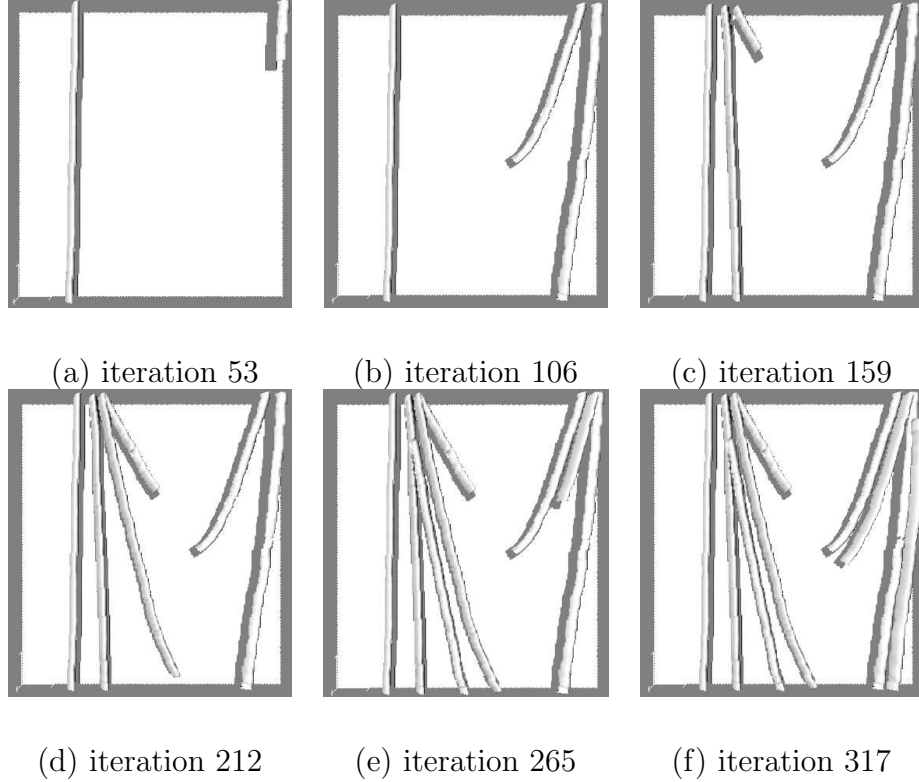 (a) iteration 53
(b) iteration 106
(c) iteration 159
(d) iteration 212
(e) iteration 265
(f) iteration 317